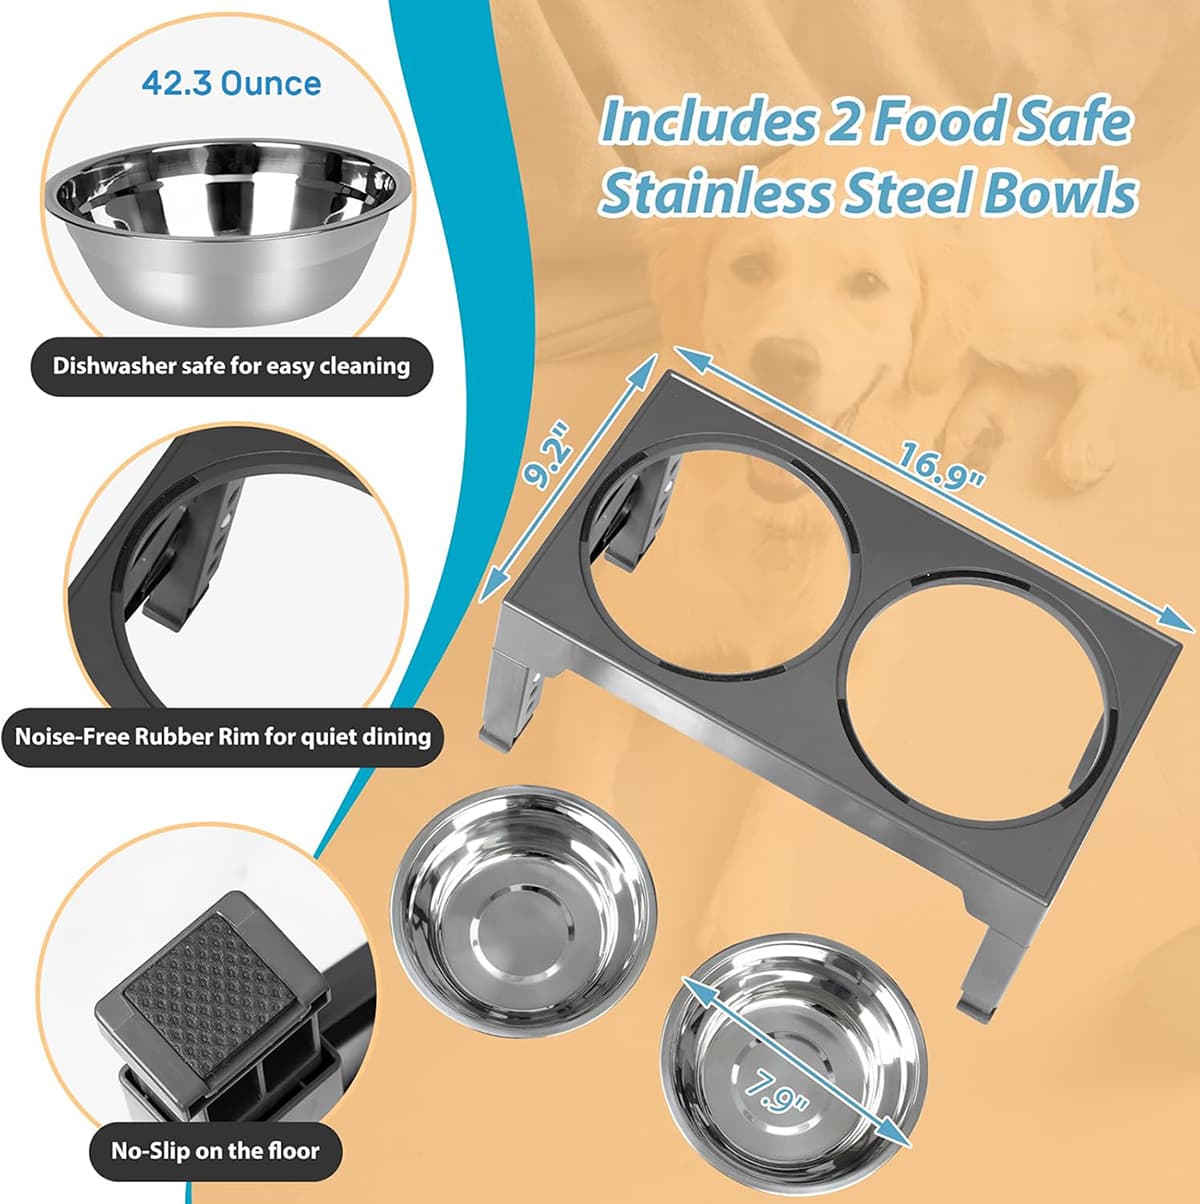 42.3 Ounce
Includes 2 Food Safe
Stainless Steel Bowls
Dishwasher safe for easy cleaning
9.2"
16.9"
Noise-Free Rubber Rim for quiet dining
7.9"
No-Slip on the floor